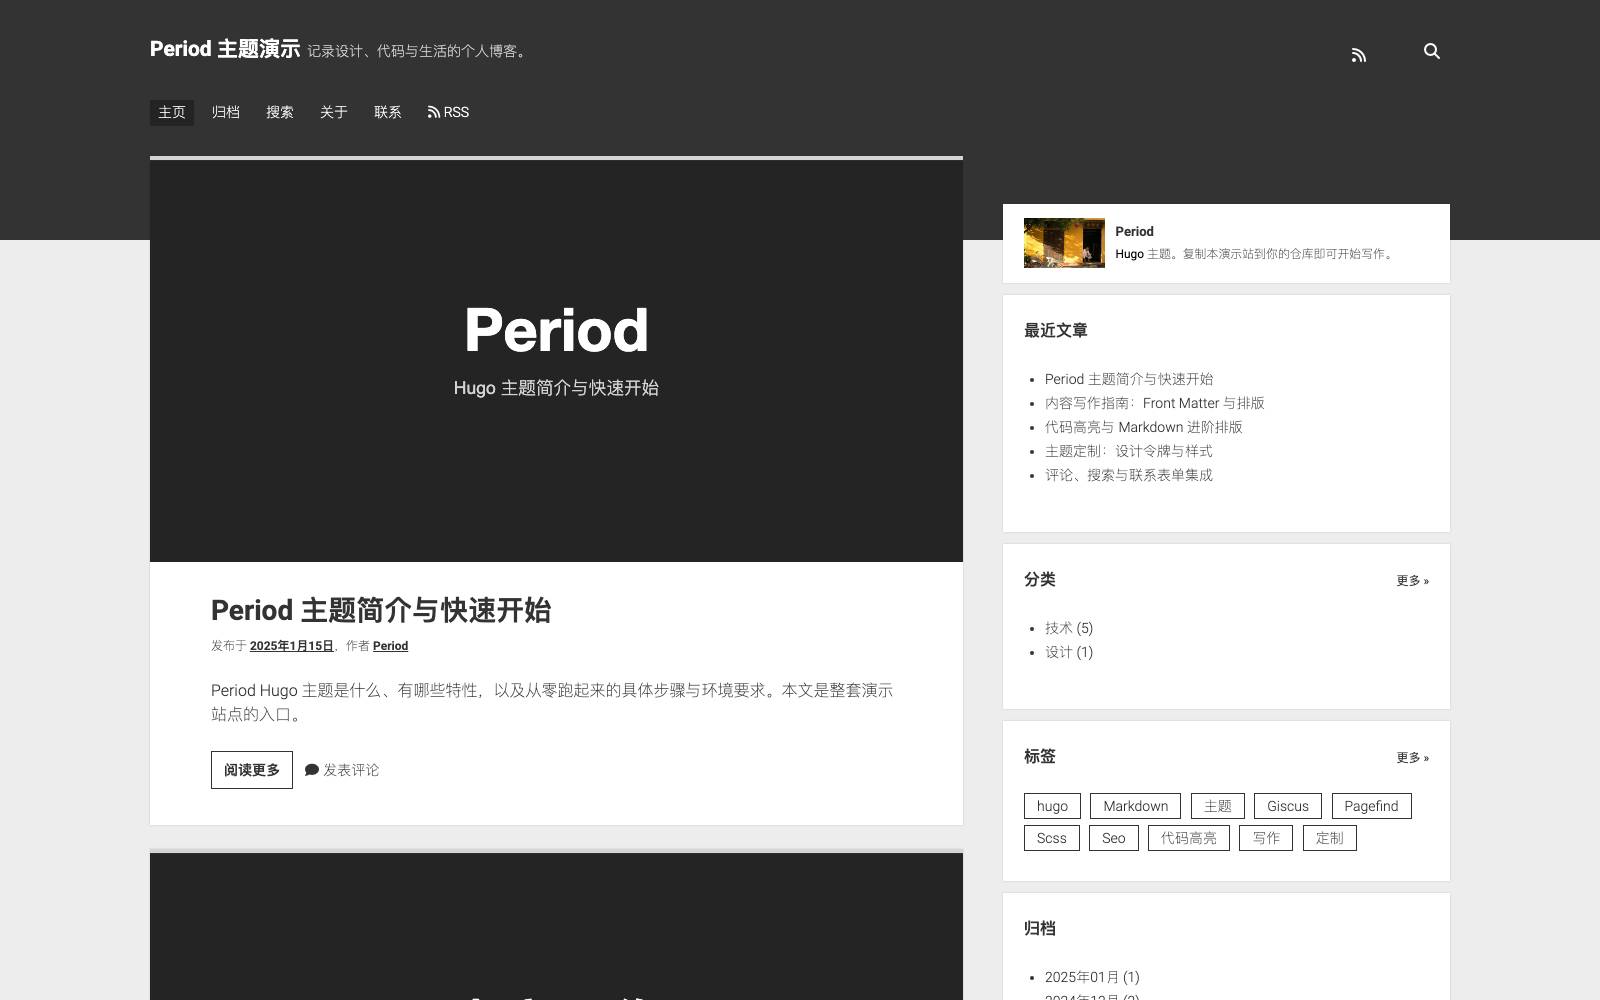 Period 主题演示 记录设计、代码与生活的个人博客。
主页 归档 搜索 关于 联系 RSS
Period
Hugo 主题简介与快速开始
Period 主题简介与快速开始
发布于 2025年1月15日，作者 Period
Period Hugo 主题是什么、有哪些特性，以及从零跑起来的具体步骤与环境要求。本文是整套演示
站点的入口。
阅读更多 发表评论
Period
Hugo 主题。复制本演示站到你的仓库即可开始写作。
最近文章
Period 主题简介与快速开始
内容写作指南：Front Matter 与排版
代码高亮与 Markdown 进阶排版
主题定制：设计令牌与样式
评论、搜索与联系表单集成
分类 更多 »
技术 (5)
设计 (1)
标签 更多 »
hugo Markdown 主题 Giscus Pagefind
Scss Seo 代码高亮 写作 定制
归档
2025年01月 (1)
2024年12月 (2)